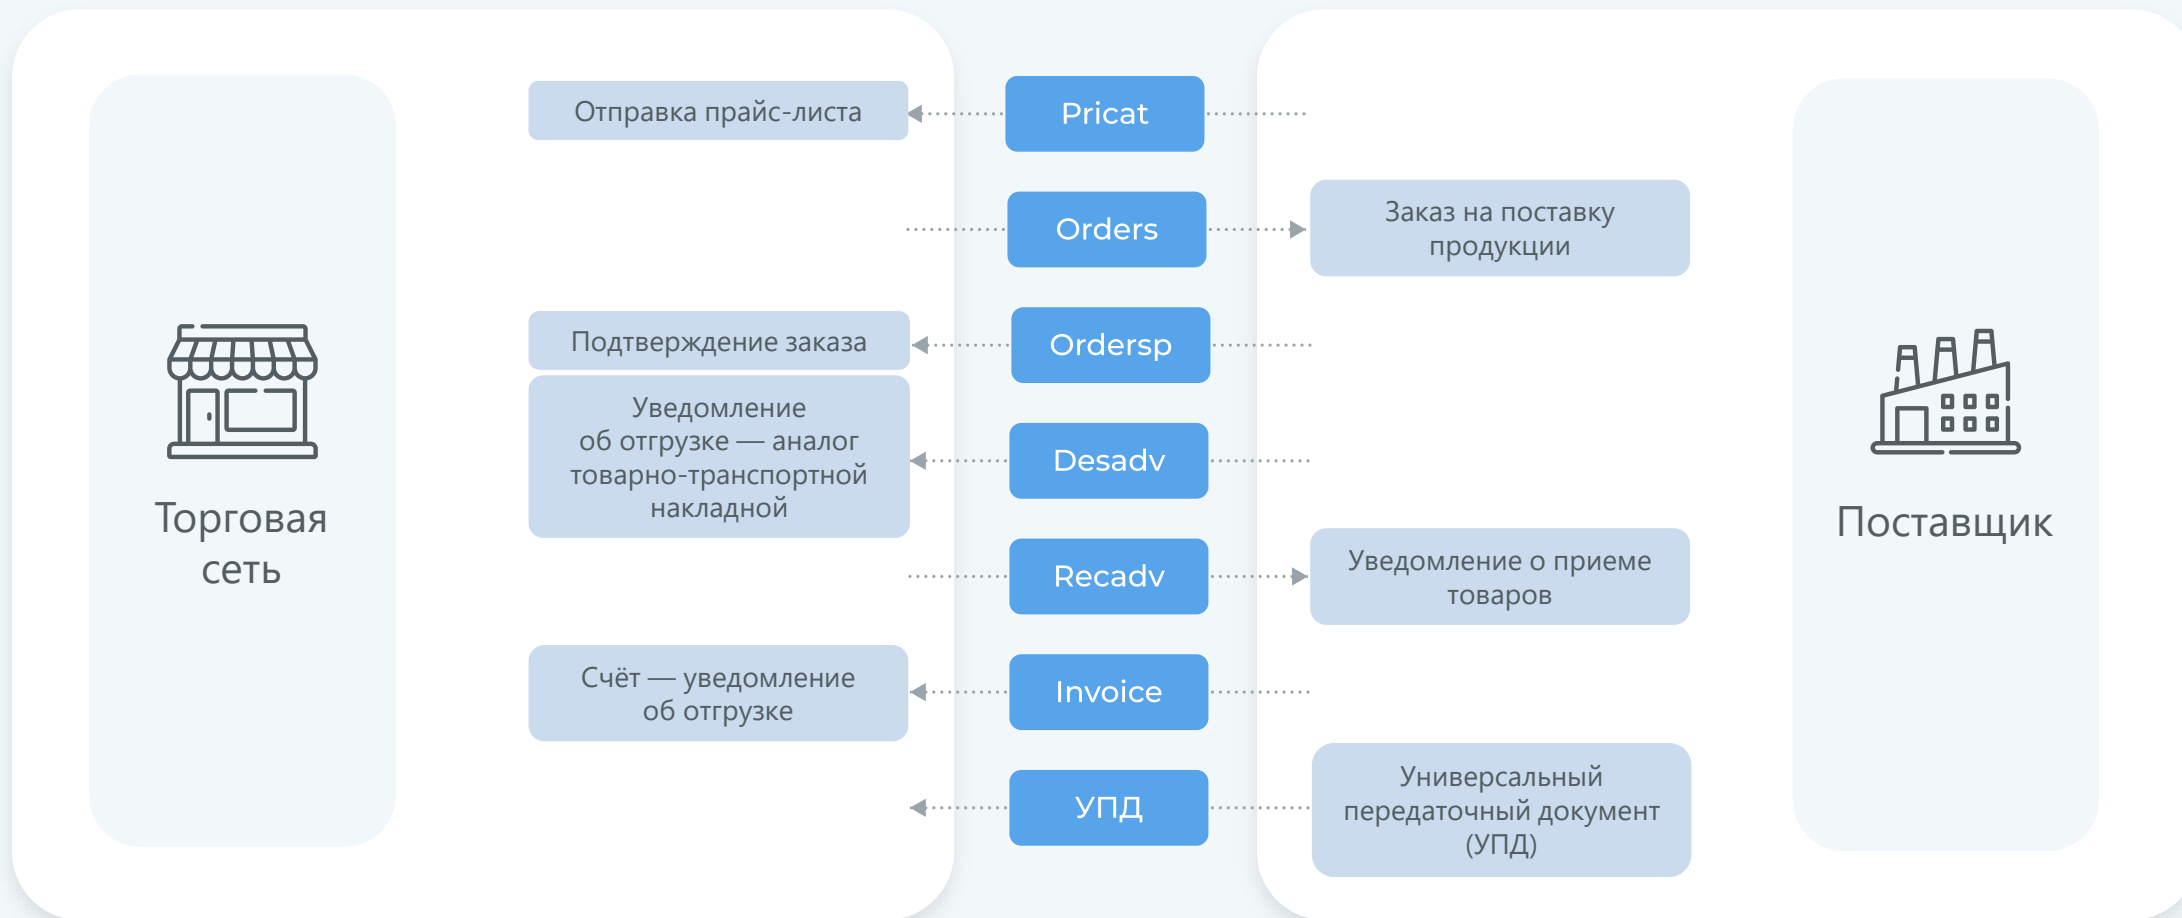 Отправка прайс-листа
Pricat
Orders
Заказ на поставку
продукции
Подтверждение заказа
Ordersp
Уведомление
об отгрузке — аналог
товарно-транспортной
накладной
Desadv
Торговая
сеть
Поставщик
Recadv
Уведомление о приеме
товаров
Счёт — уведомление
об отгрузке
Invoice
УПД
Универсальный
передаточный документ
(УПД)